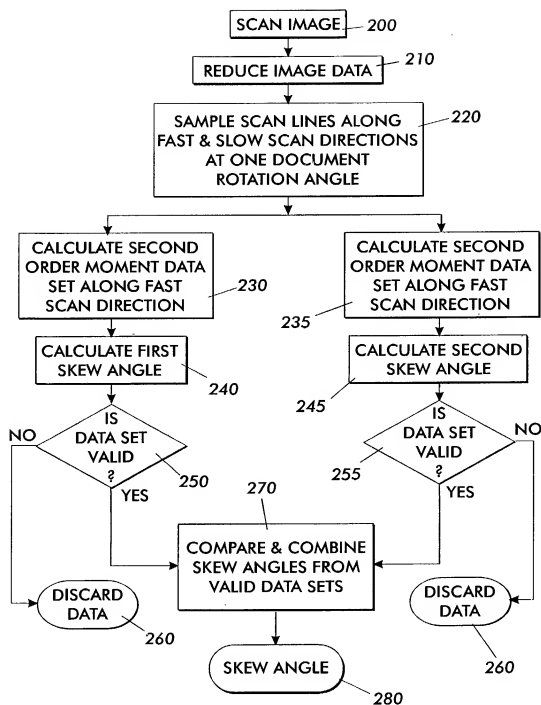 SCAN IMAGE
200
REDUCE IMAGE DATA
210
SAMPLE SCAN LINES ALONG
FAST & SLOW SCAN DIRECTIONS
AT ONE DOCUMENT
ROTATION ANGLE
220
CALCULATE SECOND
ORDER MOMENT DATA
SET ALONG FAST
SCAN DIRECTION
230
CALCULATE SECOND
ORDER MOMENT DATA
SET ALONG FAST
SCAN DIRECTION
235
CALCULATE FIRST
SKEW ANGLE
240
CALCULATE SECOND
SKEW ANGLE
245
IS
DATA SET
VALID
?
250
NO
YES
IS
DATA SET
VALID
?
255
NO
YES
270
COMPARE & COMBINE
SKEW ANGLES FROM
VALID DATA SETS
DISCARD
DATA
260
DISCARD
DATA
260
SKEW ANGLE
280